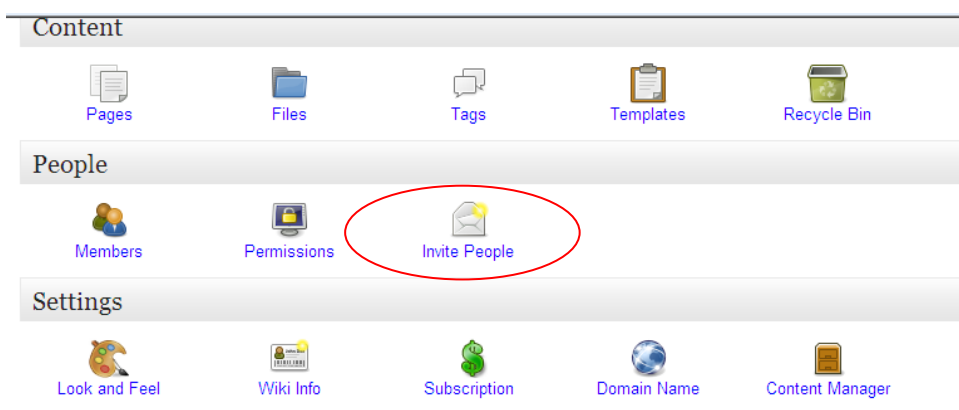 Content
Pages Files Tags Templates Recycle Bin
People
Members Permissions Invite People
Settings
Look and Feel Wiki Info Subscription Domain Name Content Manager